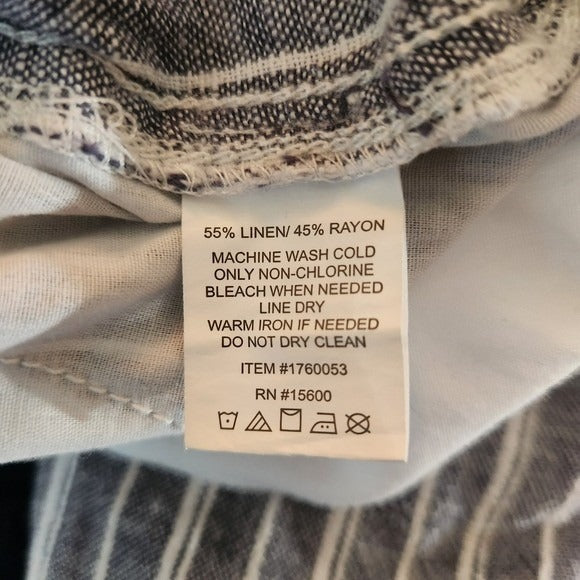 55% LINEN/ 45% RAYON
MACHINE WASH COLD
ONLY NON-CHLORINE
BLEACH WHEN NEEDED
LINE DRY
WARM IRON IF NEEDED
DO NOT DRY CLEAN
ITEM #1760053
RN #15600